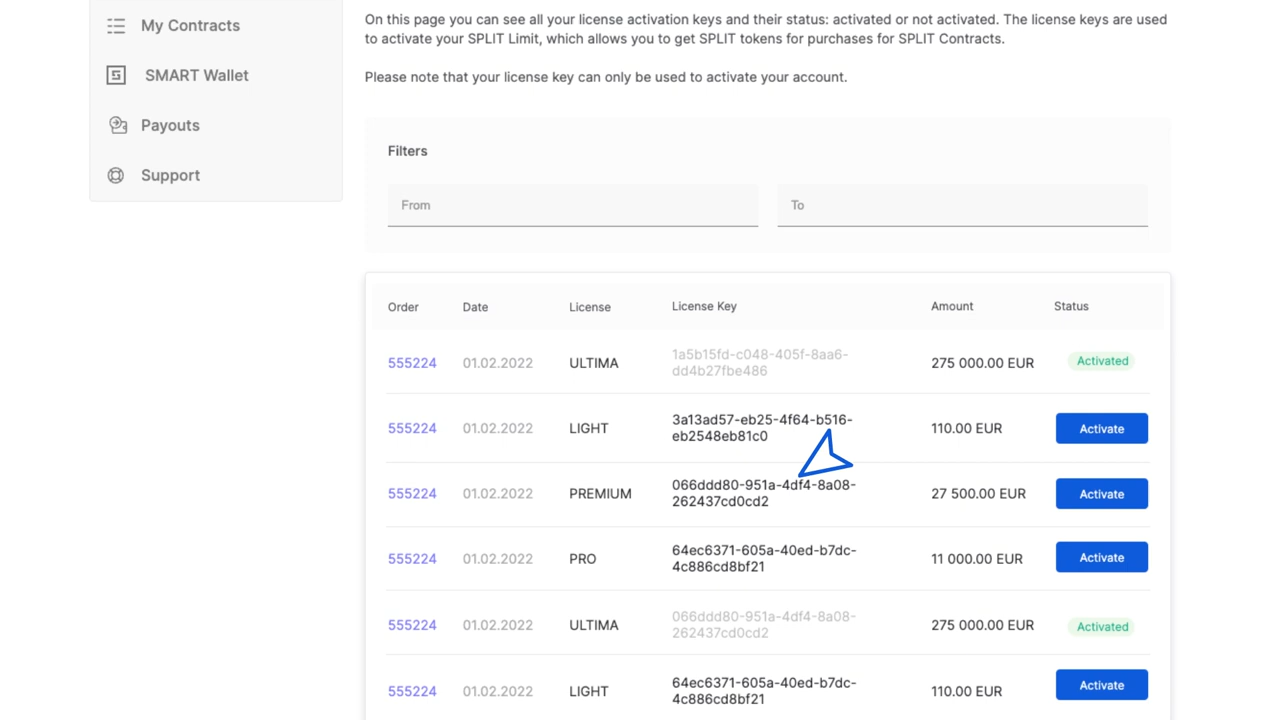 My Contracts
SMART Wallet
Payouts
Support
On this page you can see all your license activation keys and their status: activated or not activated. The license keys are used
to activate your SPLIT Limit, which allows you to get SPLIT tokens for purchases for SPLIT Contracts.
Please note that your license key can only be used to activate your account.
Filters
From To
Order Date License License Key Amount Status
555224 01.02.2022 ULTIMA 1a5b15fd-c048-405f-8aa6- 275 000.00 EUR Activated
dd4b27fbe486
555224 01.02.2022 LIGHT 3a13ad57-eb25-4f64-b516- 110.00 EUR Activate
eb2548eb81c0
555224 01.02.2022 PREMIUM 066ddd80-951a-4df4-8a08- 27 500.00 EUR Activate
262437cd0cd2
555224 01.02.2022 PRO 64ec6371-605a-40ed-b7dc- 11 000.00 EUR Activate
4c886cd8bf21
555224 01.02.2022 ULTIMA 066ddd80-951a-4df4-8a08- 275 000.00 EUR Activated
262437cd0cd2
555224 01.02.2022 LIGHT 64ec6371-605a-40ed-b7dc- 110.00 EUR Activate
4c886cd8bf21